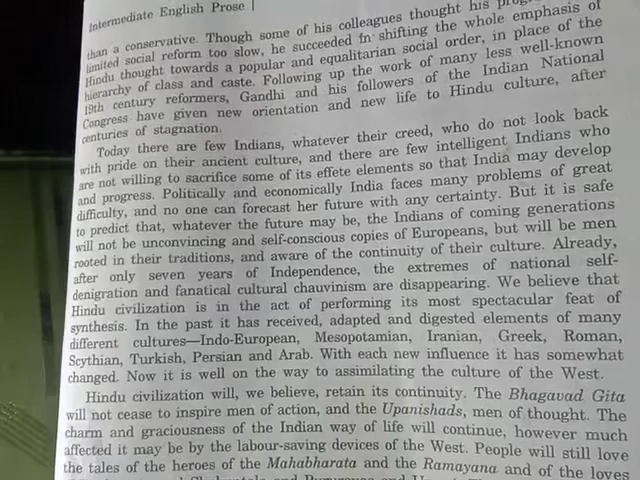 Intermediate English Prose
than a conservative. Though some of his colleagues thought his
limited social reform too slow, he succeeded in shifting the whole emphasis of
Hindu thought towards a popular and equalitarian social order, in place of the
hierarchy of class and caste. Following up the work of many less well-known
19th century reformers, Gandhi and his followers of the Indian National
Congress have given new orientation and new life to Hindu culture, after
centuries of stagnation.
Today there are few Indians, whatever their creed, who do not look back
with pride on their ancient culture, and there are few intelligent Indians who
are not willing to sacrifice some of its effete elements so that India may develop
and progress. Politically and economically India faces many problems of great
difficulty, and no one can forecast her future with any certainty. But it is safe
to predict that, whatever the future may be, the Indians of coming generations
will not be unconvincing and self-conscious copies of Europeans, but will be men
rooted in their traditions, and aware of the continuity of their culture. Already,
after only seven years of Independence, the extremes of national self-
denigration and fanatical cultural chauvinism are disappearing. We believe that
Hindu civilization is in the act of performing its most spectacular feat of
synthesis. In the past it has received, adapted and digested elements of many
different cultures—Indo-European, Mesopotamian, Iranian, Greek, Roman,
Scythian, Turkish, Persian and Arab. With each new influence it has somewhat
changed. Now it is well on the way to assimilating the culture of the West.
Hindu civilization will, we believe, retain its continuity. The Bhagavad Gita
will not cease to inspire men of action, and the Upanishads, men of thought. The
charm and graciousness of the Indian way of life will continue, however much
affected it may be by the labour-saving devices of the West. People will still love
the tales of the heroes of the Mahabharata and the Ramayana and of the loves